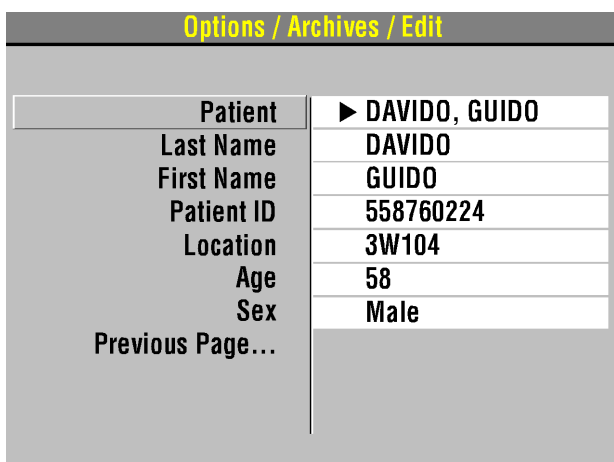 Options / Archives / Edit
Patient ▶ DAVIDO, GUIDO
Last Name DAVIDO
First Name GUIDO
Patient ID 558760224
Location 3W104
Age 58
Sex Male
Previous Page...